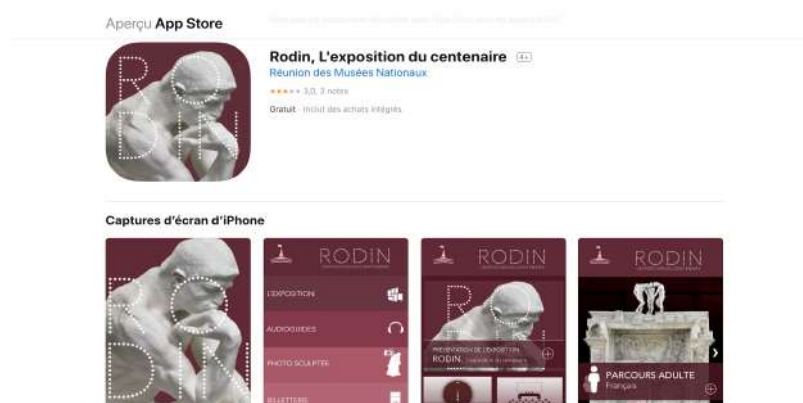 Aperçu App Store
Rodin, L'exposition du centenaire 4+
Réunion des Musées Nationaux
3,0, 3 notes
Gratuit · Inclut des achats intégrés
Captures d'écran d'iPhone
RO
DIN
RODIN
L'EXPOSITION
AUDIOGUIDES
PHOTO SCULPTÉE
BILLETTERIE
RODIN
PRÉSENTATION DE L'EXPOSITION
RODIN
RODIN
PARCOURS ADULTE
Français